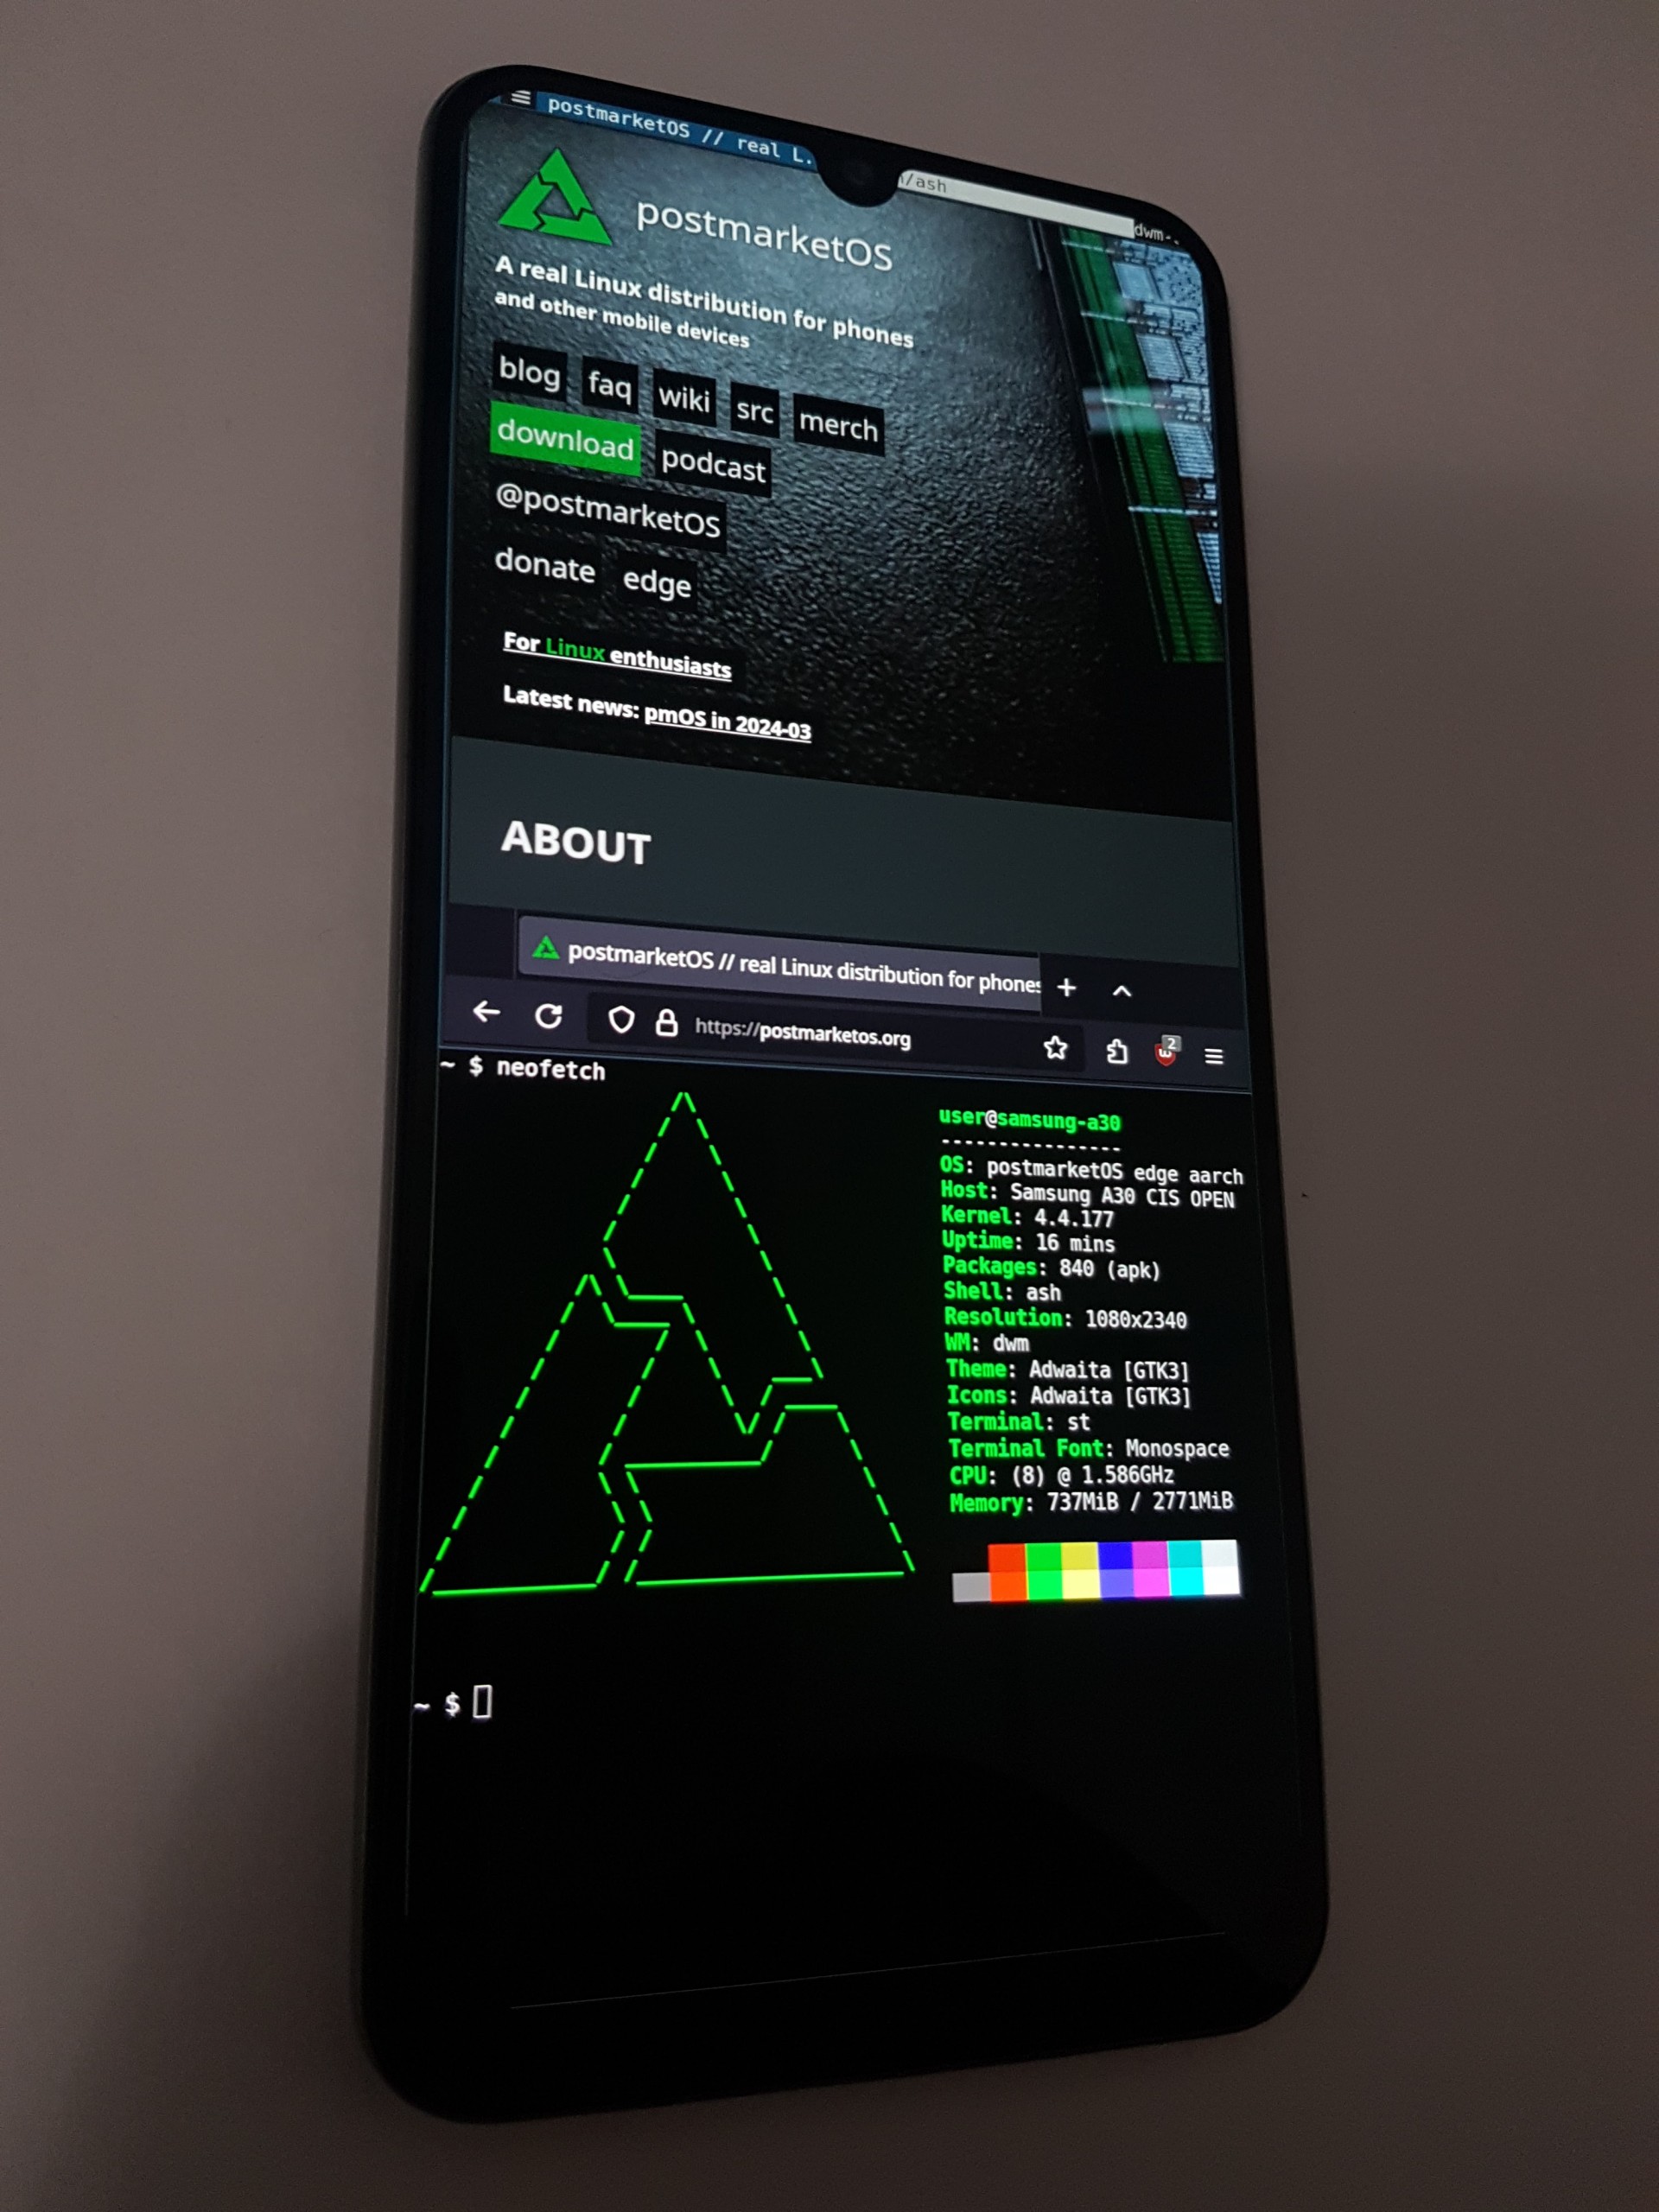 postmarketOS // real L.
/ash
dwm-.
postmarketOS
A real Linux distribution for phones
and other mobile devices
blog faq wiki src merch
download podcast
@postmarketOS
donate edge
For Linux enthusiasts
Latest news: pmOS in 2024-03
ABOUT
postmarketOS // real Linux distribution for phones
https://postmarketos.org
2
~ $ neofetch
user@samsung-a30
----------------
OS: postmarketOS edge aarch
Host: Samsung A30 CIS OPEN
Kernel: 4.4.177
Uptime: 16 mins
Packages: 840 (apk)
Shell: ash
Resolution: 1080x2340
WM: dwm
Theme: Adwaita [GTK3]
Icons: Adwaita [GTK3]
Terminal: st
Terminal Font: Monospace
CPU: (8) @ 1.586GHz
Memory: 737MiB / 2771MiB
~ $